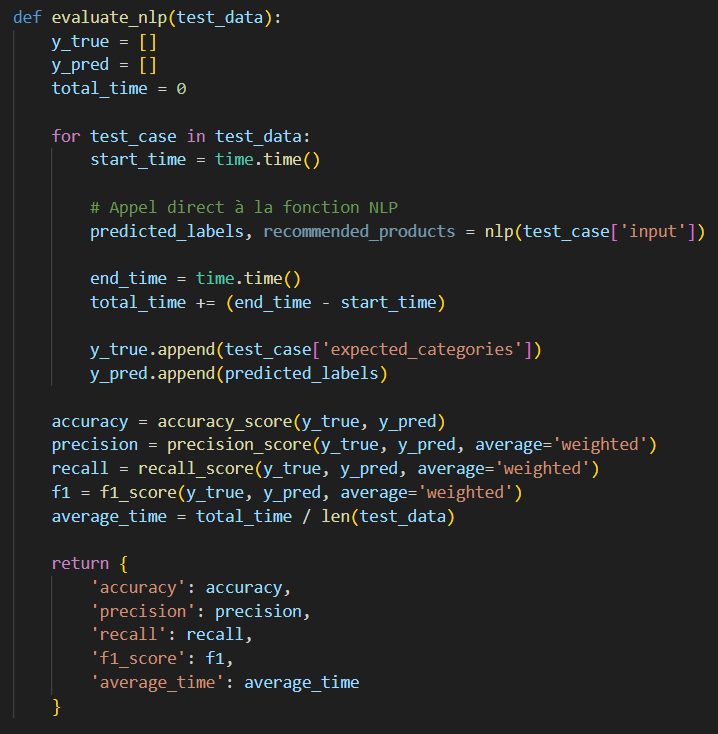 def evaluate_nlp(test_data):
    y_true = []
    y_pred = []
    total_time = 0

    for test_case in test_data:
        start_time = time.time()

        # Appel direct à la fonction NLP
        predicted_labels, recommended_products = nlp(test_case['input'])

        end_time = time.time()
        total_time += (end_time - start_time)

        y_true.append(test_case['expected_categories'])
        y_pred.append(predicted_labels)

    accuracy = accuracy_score(y_true, y_pred)
    precision = precision_score(y_true, y_pred, average='weighted')
    recall = recall_score(y_true, y_pred, average='weighted')
    f1 = f1_score(y_true, y_pred, average='weighted')
    average_time = total_time / len(test_data)

    return {
        'accuracy': accuracy,
        'precision': precision,
        'recall': recall,
        'f1_score': f1,
        'average_time': average_time
    }